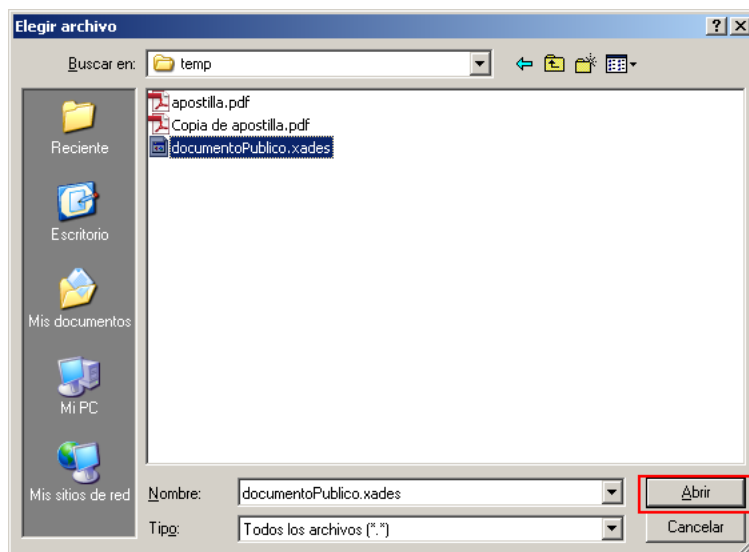 Elegir archivo
Buscar en: temp
apostilla.pdf
Copia de apostilla.pdf
documentoPublico.xades
Reciente
Escritorio
Mis documentos
Mi PC
Mis sitios de red
Nombre: documentoPublico.xades Abrir
Tipo: Todos los archivos (*.*) Cancelar